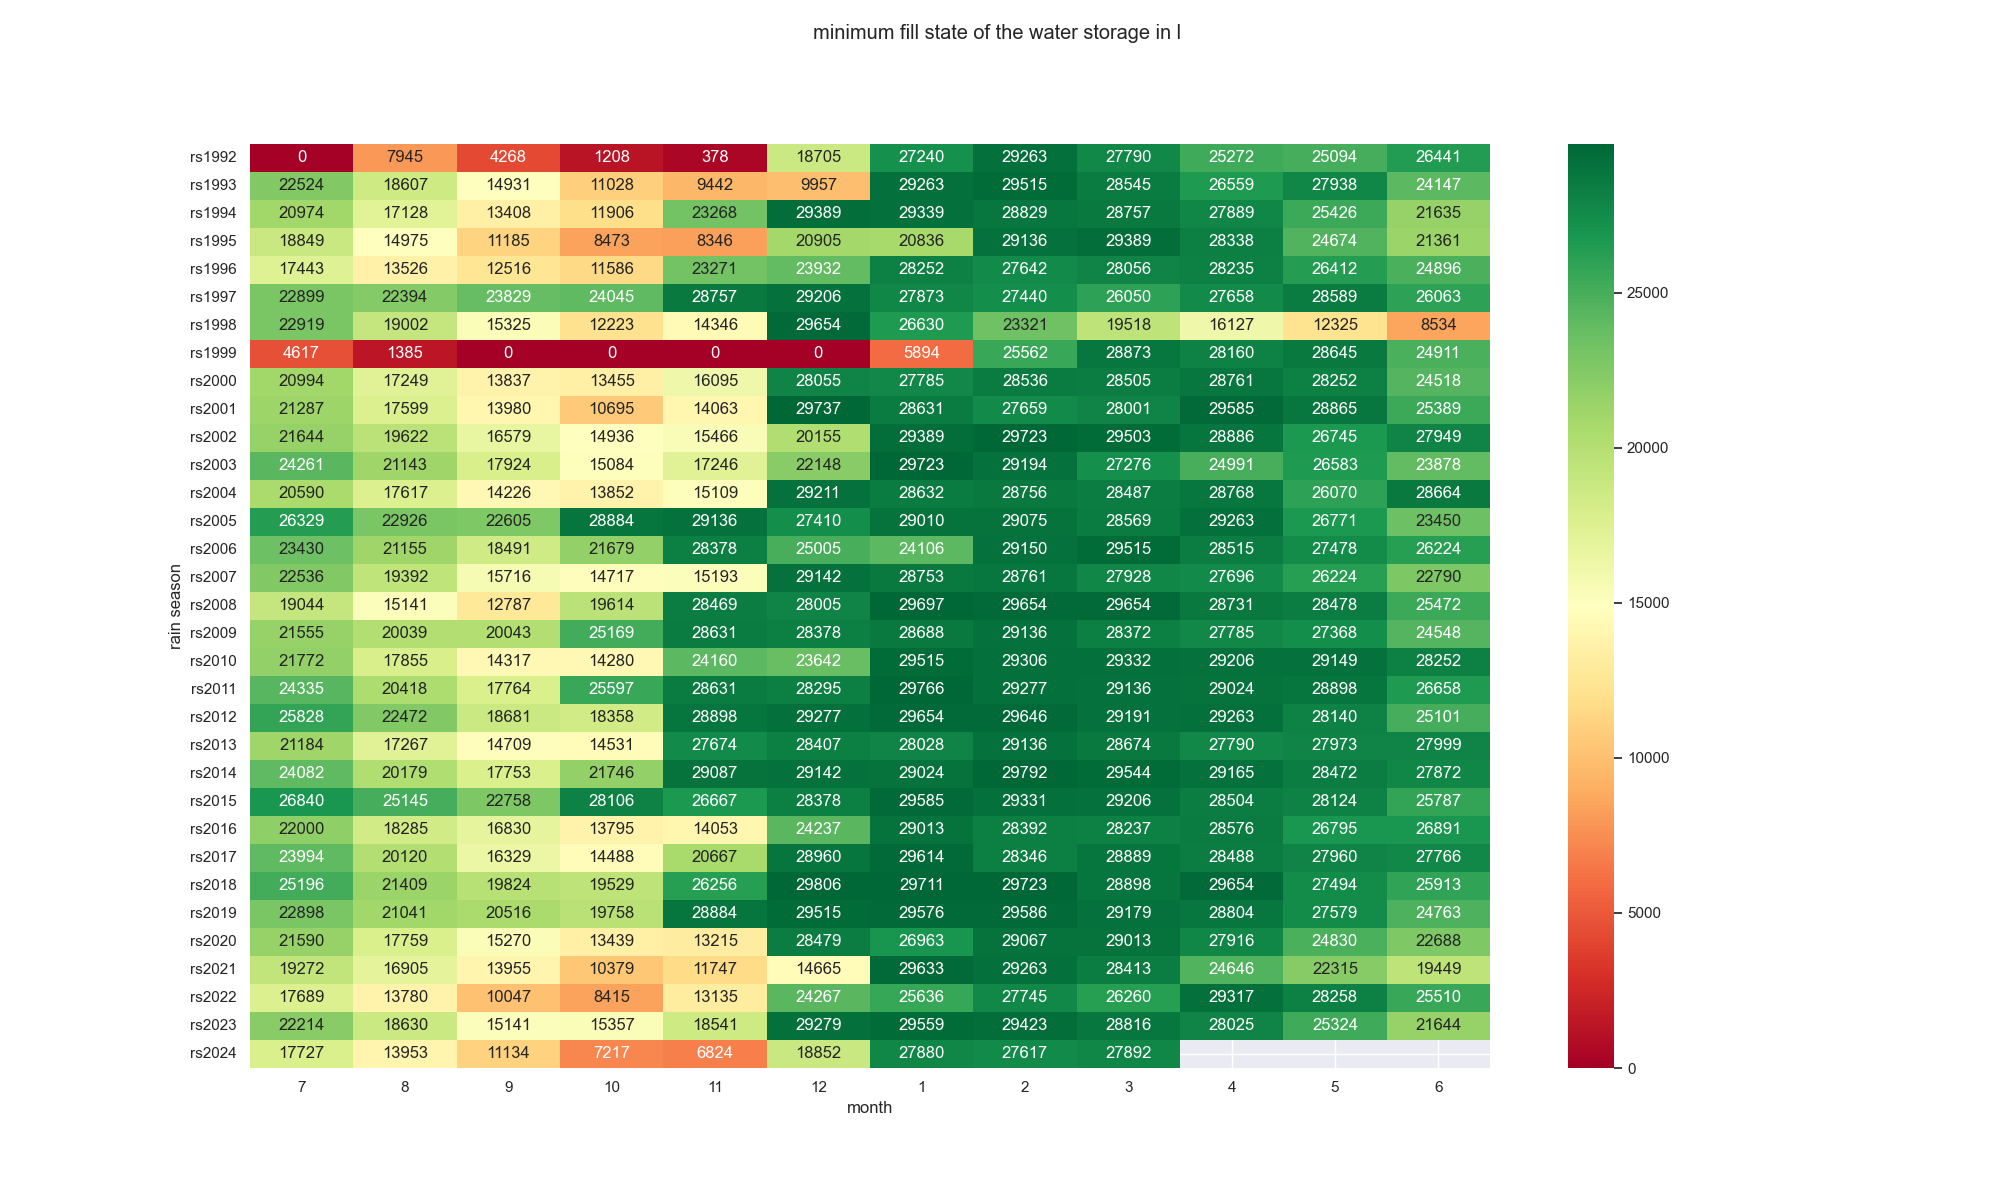 minimum fill state of the water storage in l
rs1992 0 7945 4268 1208 378 18705 27240 29263 27790 25272 25094 26441
rs1993 22524 18607 14931 11028 9442 9957 29263 29515 28545 26559 27938 24147
rs1994 20974 17128 13408 11906 23268 29389 29339 28829 28757 27889 25426 21635
rs1995 18849 14975 11185 8473 8346 20905 20836 29136 29389 28338 24674 21361
rs1996 17443 13526 12516 11586 23271 23932 28252 27642 28056 28235 26412 24896
rs1997 22899 22394 23829 24045 28757 29206 27873 27440 26050 27658 28589 26063
25000
rs1998 22919 19002 15325 12223 14346 29654 26630 23321 19518 16127 12325 8534
rs1999 4617 1385 0 0 0 0 5894 25562 28873 28160 28645 24911
rs2000 20994 17249 13837 13455 16095 28055 27785 28536 28505 28761 28252 24518
rs2001 21287 17599 13980 10695 14063 29737 28631 27659 28001 29585 28865 25389
rs2002 21644 19622 16579 14936 15466 20155 29389 29723 29503 28886 26745 27949
20000
rs2003 24261 21143 17924 15084 17246 22148 29723 29194 27276 24991 26583 23878
rs2004 20590 17617 14226 13852 15109 29211 28632 28756 28487 28768 26070 28664
rs2005 26329 22926 22605 28884 29136 27410 29010 29075 28569 29263 26771 23450
rs2006 23430 21155 18491 21679 28378 25005 24106 29150 29515 28515 27478 26224
rs2007 22536 19392 15716 14717 15193 29142 28753 28761 27928 27696 26224 22790
rain season
rs2008 19044 15141 12787 19614 28469 28005 29697 29654 29654 28731 28478 25472
15000
rs2009 21555 20039 20043 25169 28631 28378 28688 29136 28372 27785 27368 24548
rs2010 21772 17855 14317 14280 24160 23642 29515 29306 29332 29206 29149 28252
rs2011 24335 20418 17764 25597 28631 28295 29766 29277 29136 29024 28898 26658
rs2012 25828 22472 18681 18358 28898 29277 29654 29646 29191 29263 28140 25101
rs2013 21184 17267 14709 14531 27674 28407 28028 29136 28674 27790 27973 27999
10000
rs2014 24082 20179 17753 21746 29087 29142 29024 29792 29544 29165 28472 27872
rs2015 26840 25145 22758 28106 26667 28378 29585 29331 29206 28504 28124 25787
rs2016 22000 18285 16830 13795 14053 24237 29013 28392 28237 28576 26795 26891
rs2017 23994 20120 16329 14488 20667 28960 29614 28346 28889 28488 27960 27766
rs2018 25196 21409 19824 19529 26256 29806 29711 29723 28898 29654 27494 25913
rs2019 22898 21041 20516 19758 28884 29515 29576 29586 29179 28804 27579 24763
5000
rs2020 21590 17759 15270 13439 13215 28479 26963 29067 29013 27916 24830 22688
rs2021 19272 16905 13955 10379 11747 14665 29633 29263 28413 24646 22315 19449
rs2022 17689 13780 10047 8415 13135 24267 25636 27745 26260 29317 28258 25510
rs2023 22214 18630 15141 15357 18541 29279 29559 29423 28816 28025 25324 21644
rs2024 17727 13953 11134 7217 6824 18852 27880 27617 27892
0
7 8 9 10 11 12 1 2 3 4 5 6
month